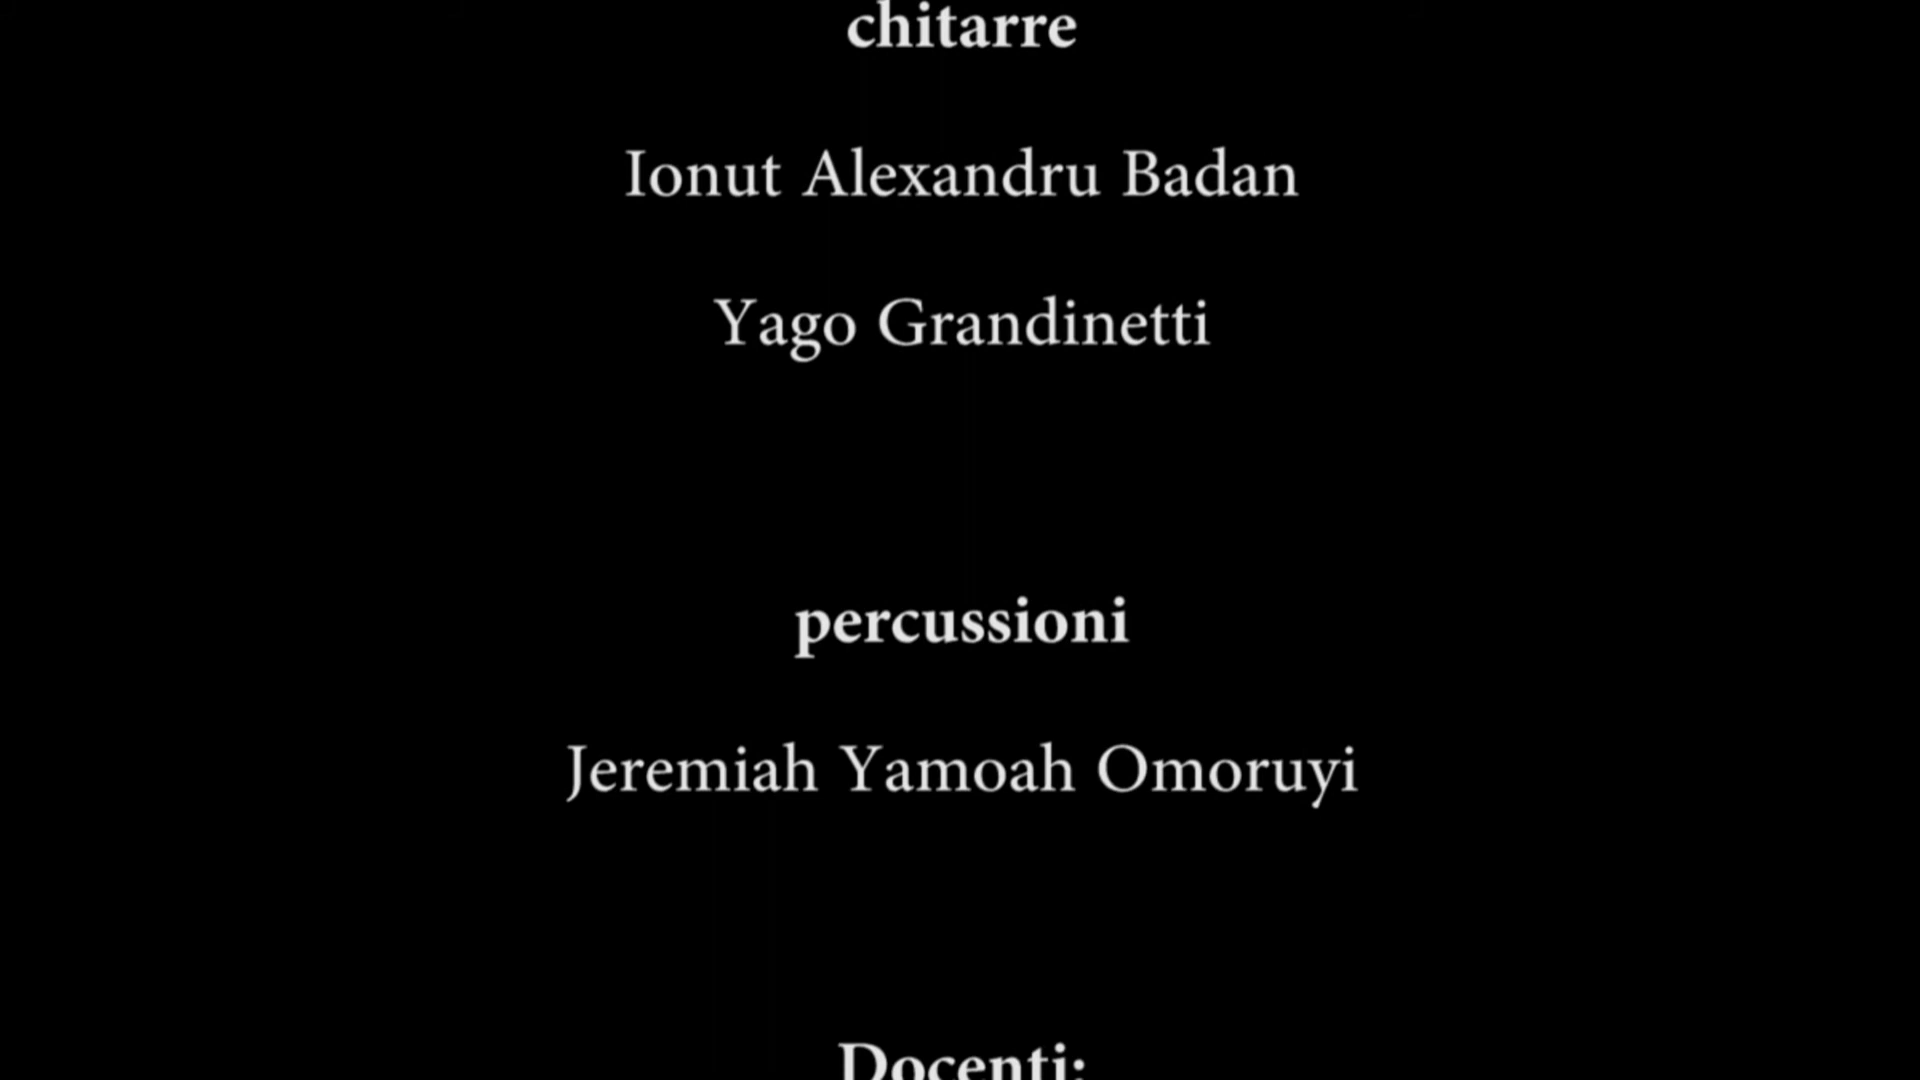 chitarre
Ionut Alexandru Badan
Yago Grandinetti
percussioni
Jeremiah Yamoah Omoruyi
Docenti: